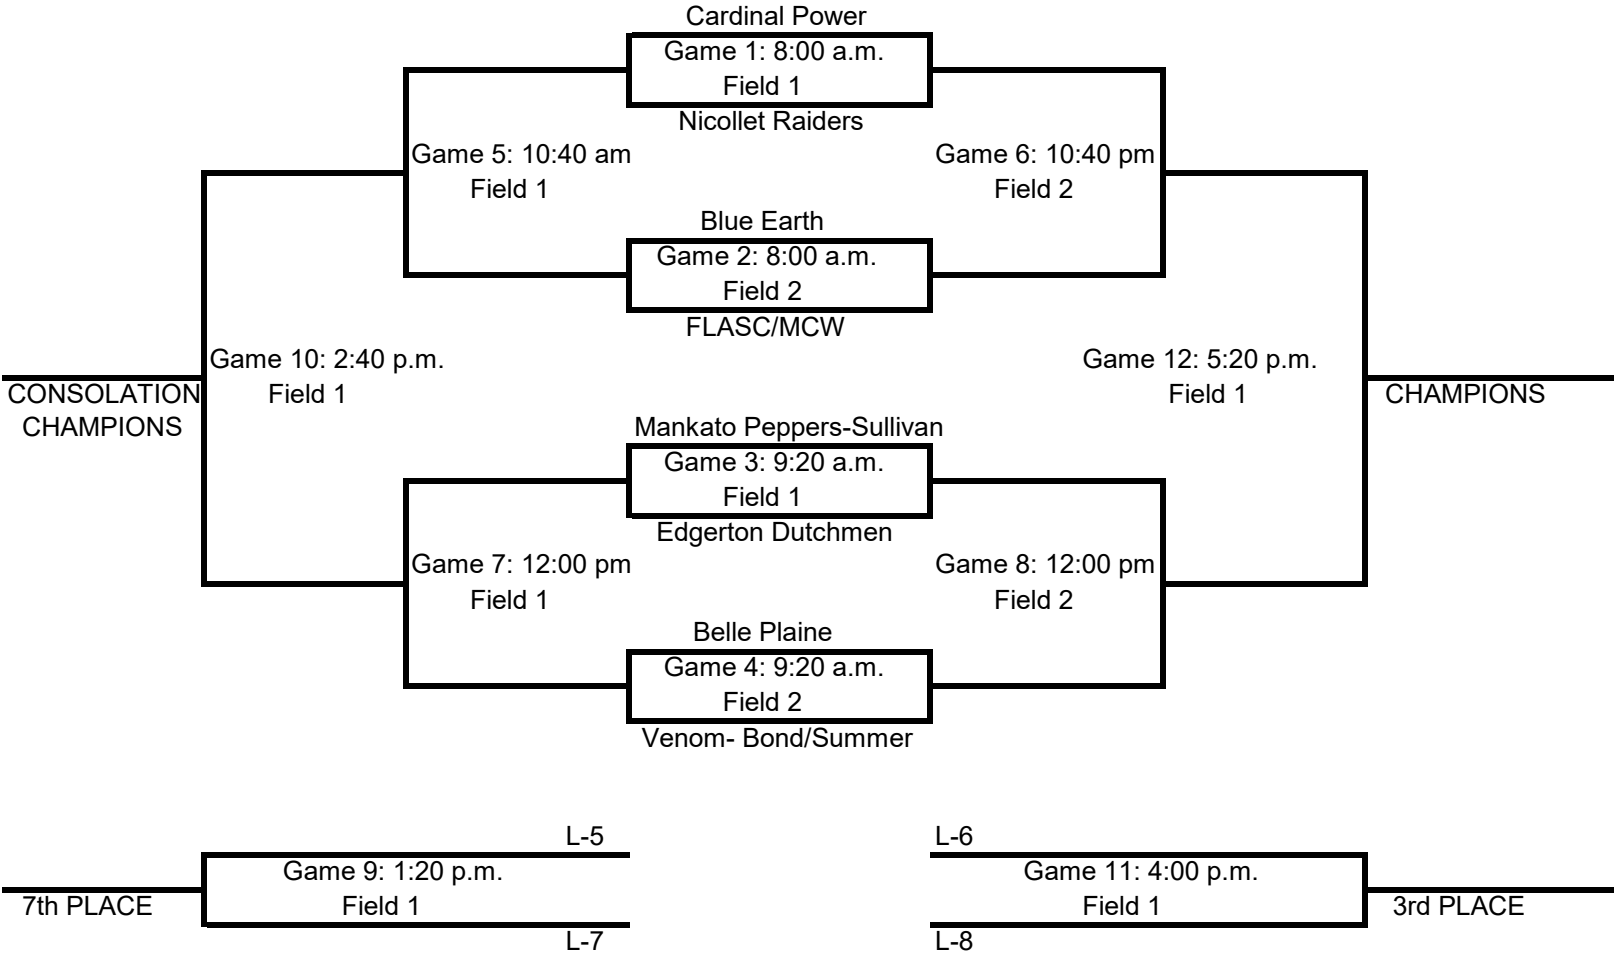 Cardinal Power
Game 1: 8:00 a.m.
Field 1
Nicollet Raiders
Game 5: 10:40 am
Field 1
Game 6: 10:40 pm
Field 2
Blue Earth
Game 2: 8:00 a.m.
Field 2
FLASC/MCW
Game 10: 2:40 p.m.
Field 1
Game 12: 5:20 p.m.
Field 1
CONSOLATION
CHAMPIONS
CHAMPIONS
Mankato Peppers-Sullivan
Game 3: 9:20 a.m.
Field 1
Edgerton Dutchmen
Game 7: 12:00 pm
Field 1
Game 8: 12:00 pm
Field 2
Belle Plaine
Game 4: 9:20 a.m.
Field 2
Venom- Bond/Summer
L-5
Game 9: 1:20 p.m.
Field 1
7th PLACE
L-7
L-6
Game 11: 4:00 p.m.
Field 1
3rd PLACE
L-8